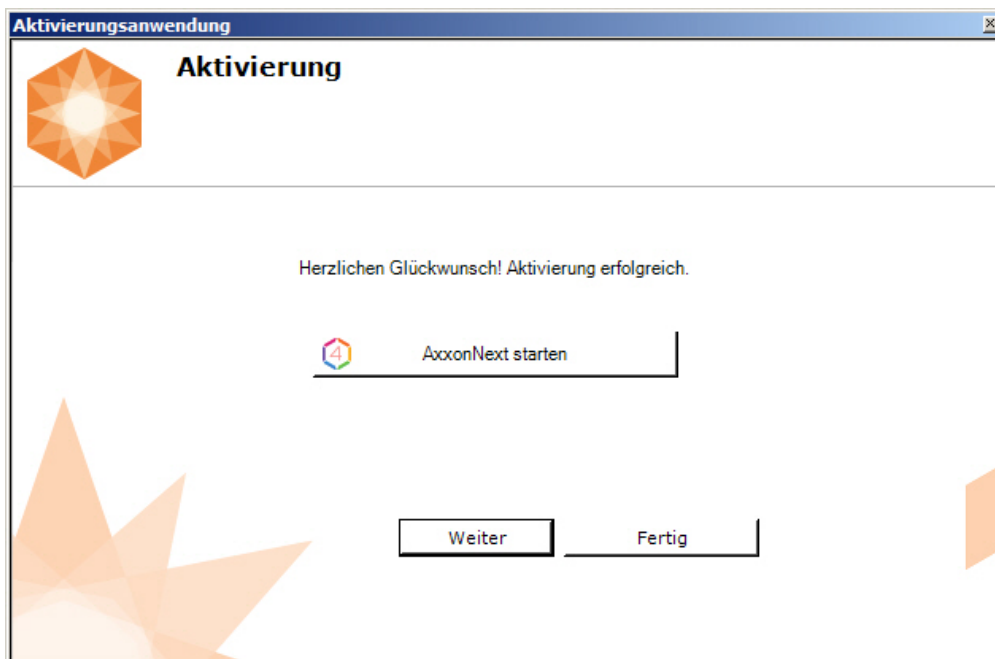 Aktivierungsanwendung
Aktivierung
Herzlichen Glückwunsch! Aktivierung erfolgreich.
4
AxxonNext starten
Weiter
Fertig